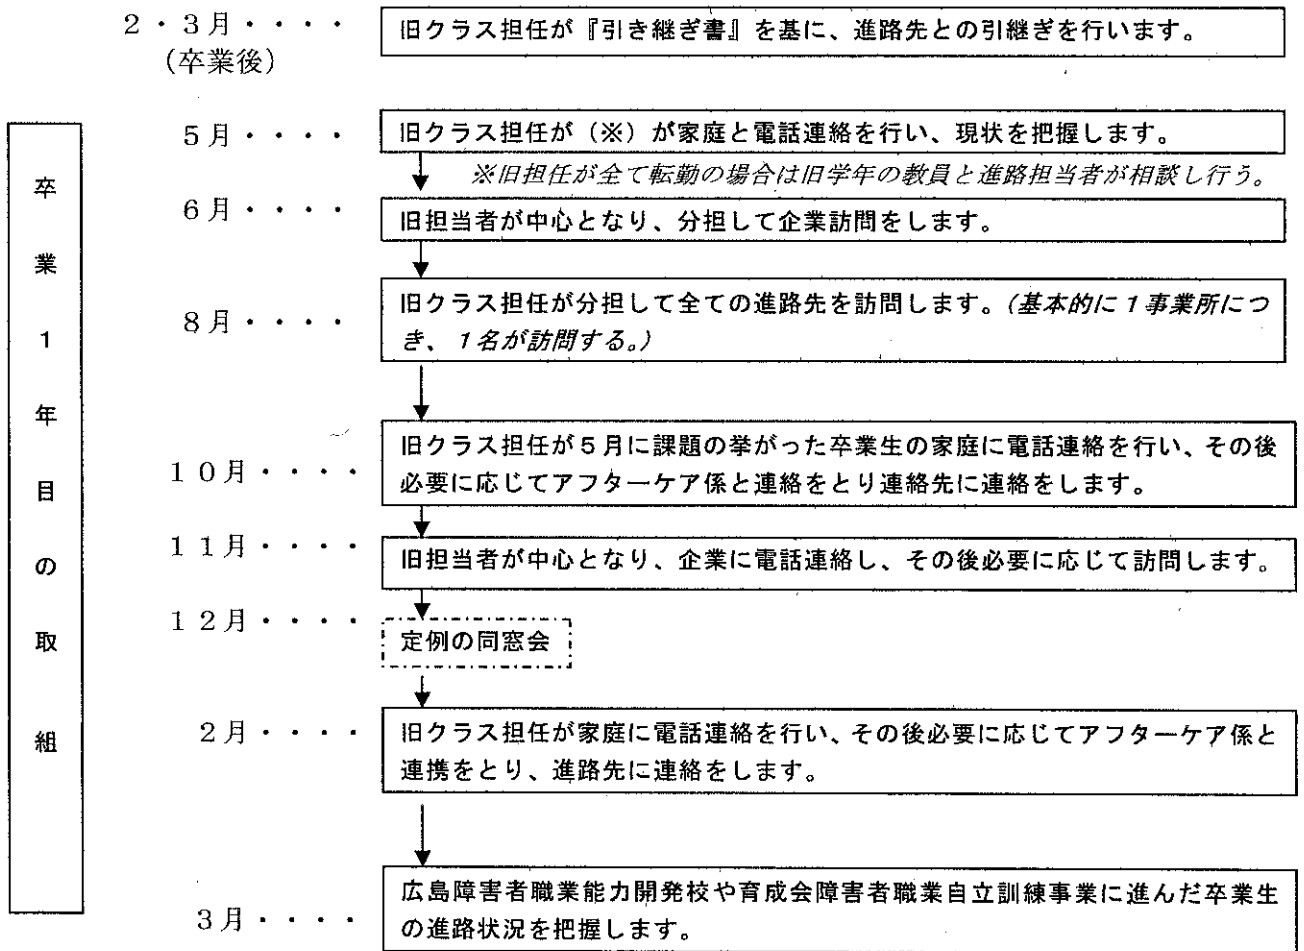 2・3月・・・・
(卒業後)
旧クラス担任が『引き継ぎ書』を基に、進路先との引継ぎを行います。
卒業1年目の取組
5月・・・・
旧クラス担任が(※)が家庭と電話連絡を行い、現状を把握します。
※旧担任が全て転勤の場合は旧学年の教員と進路担当者が相談し行う。
6月・・・・
旧担当者が中心となり、分担して企業訪問をします。
8月・・・・
旧クラス担任が分担して全ての進路先を訪問します。(基本的に1事業所につ
き、1名が訪問する。)
10月・・・・
旧クラス担任が5月に課題の挙がった卒業生の家庭に電話連絡を行い、その後
必要に応じてアフターケア係と連絡をとり連絡先に連絡をします。
11月・・・・
旧担当者が中心となり、企業に電話連絡し、その後必要に応じて訪問します。
12月・・・・
定例の同窓会
2月・・・・
旧クラス担任が家庭に電話連絡を行い、その後必要に応じてアフターケア係と
連携をとり、進路先に連絡をします。
3月・・・・
広島障害者職業能力開発校や育成会障害者職業自立訓練事業に進んだ卒業生
の進路状況を把握します。